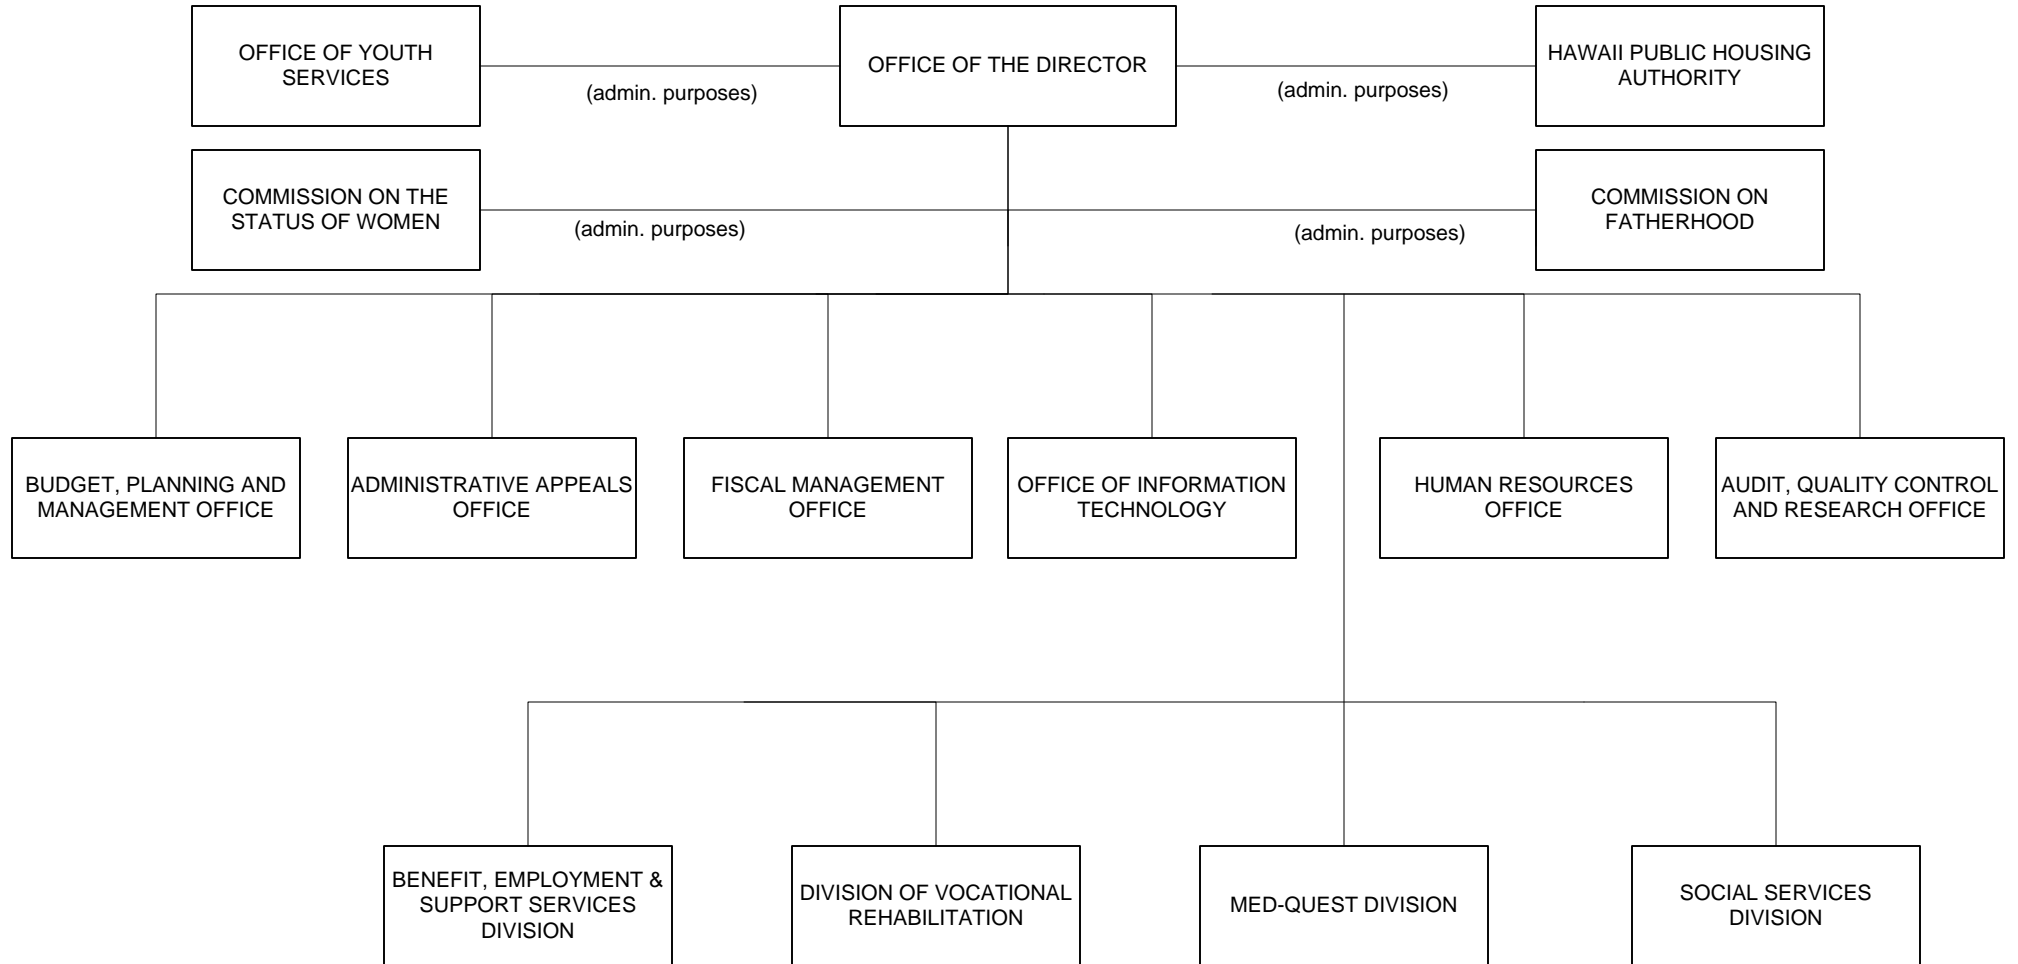 OFFICE OF YOUTH
SERVICES
(admin. purposes)
OFFICE OF THE DIRECTOR
(admin. purposes)
HAWAII PUBLIC HOUSING
AUTHORITY
COMMISSION ON THE
STATUS OF WOMEN
(admin. purposes)
(admin. purposes)
COMMISSION ON
FATHERHOOD
BUDGET, PLANNING AND
MANAGEMENT OFFICE
ADMINISTRATIVE APPEALS
OFFICE
FISCAL MANAGEMENT
OFFICE
OFFICE OF INFORMATION
TECHNOLOGY
HUMAN RESOURCES
OFFICE
AUDIT, QUALITY CONTROL
AND RESEARCH OFFICE
BENEFIT, EMPLOYMENT &
SUPPORT SERVICES
DIVISION
DIVISION OF VOCATIONAL
REHABILITATION
MED-QUEST DIVISION
SOCIAL SERVICES
DIVISION